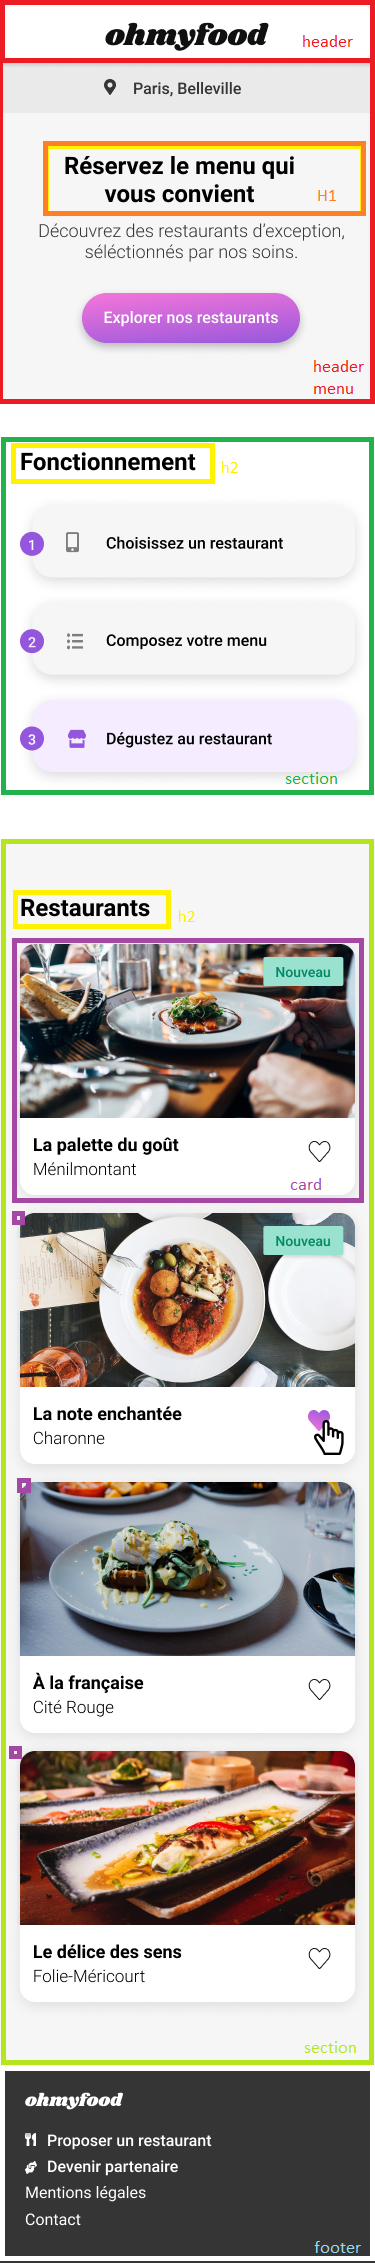 ohmyfood
header
Paris, Belleville
Réservez le menu qui
vous convient
H1
Découvrez des restaurants d'exception,
séléctionnés par nos soins.
Explorer nos restaurants
header
menu
Fonctionnement
h2
1 Choisissez un restaurant
2 Composez votre menu
3 Dégustez au restaurant
section
Restaurants
h2
Nouveau
La palette du goût
Ménilmontant
card
Nouveau
La note enchantée
Charonne
À la française
Cité Rouge
Le délice des sens
Folie-Méricourt
section
ohmyfood
Proposer un restaurant
Devenir partenaire
Mentions légales
Contact
footer